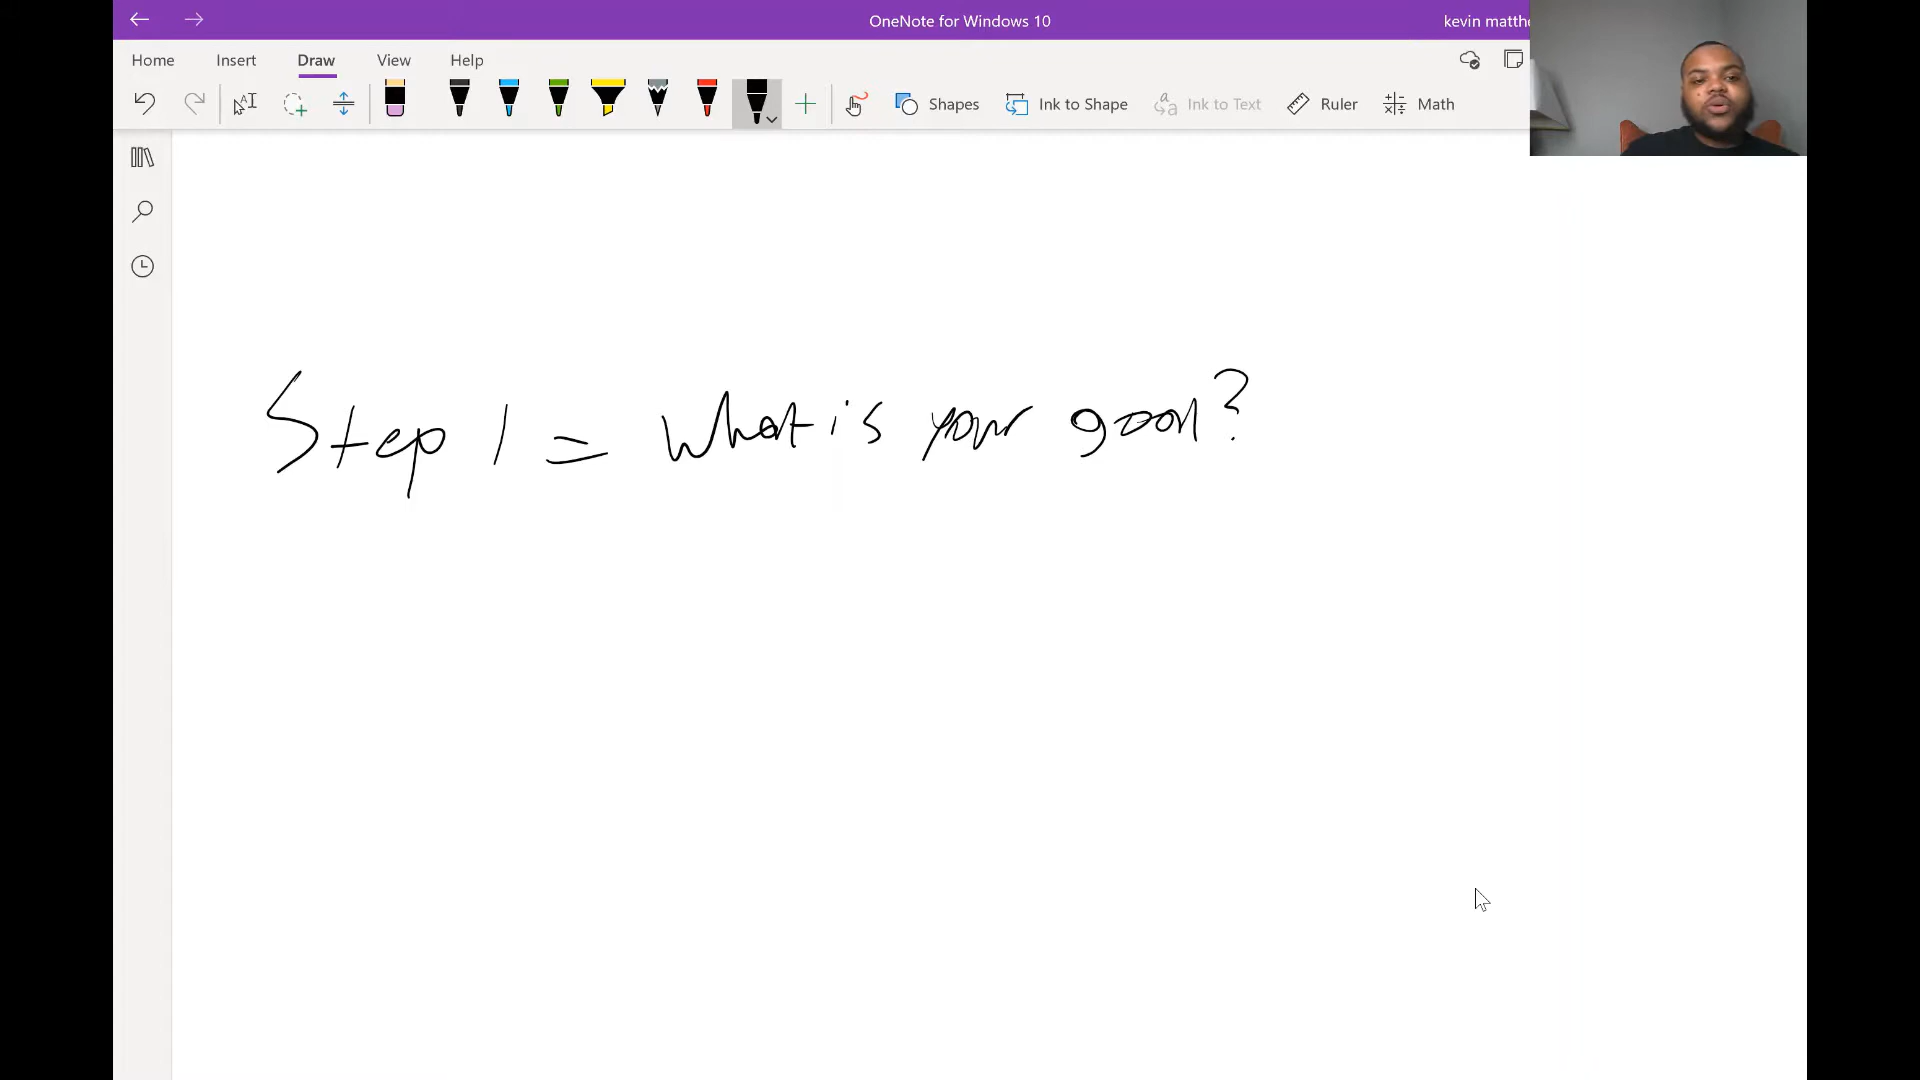 OneNote for Windows 10
kevin matthe
Home Insert Draw View Help
Shapes Ink to Shape Ink to Text Ruler Math
Step 1 = What is your goal?